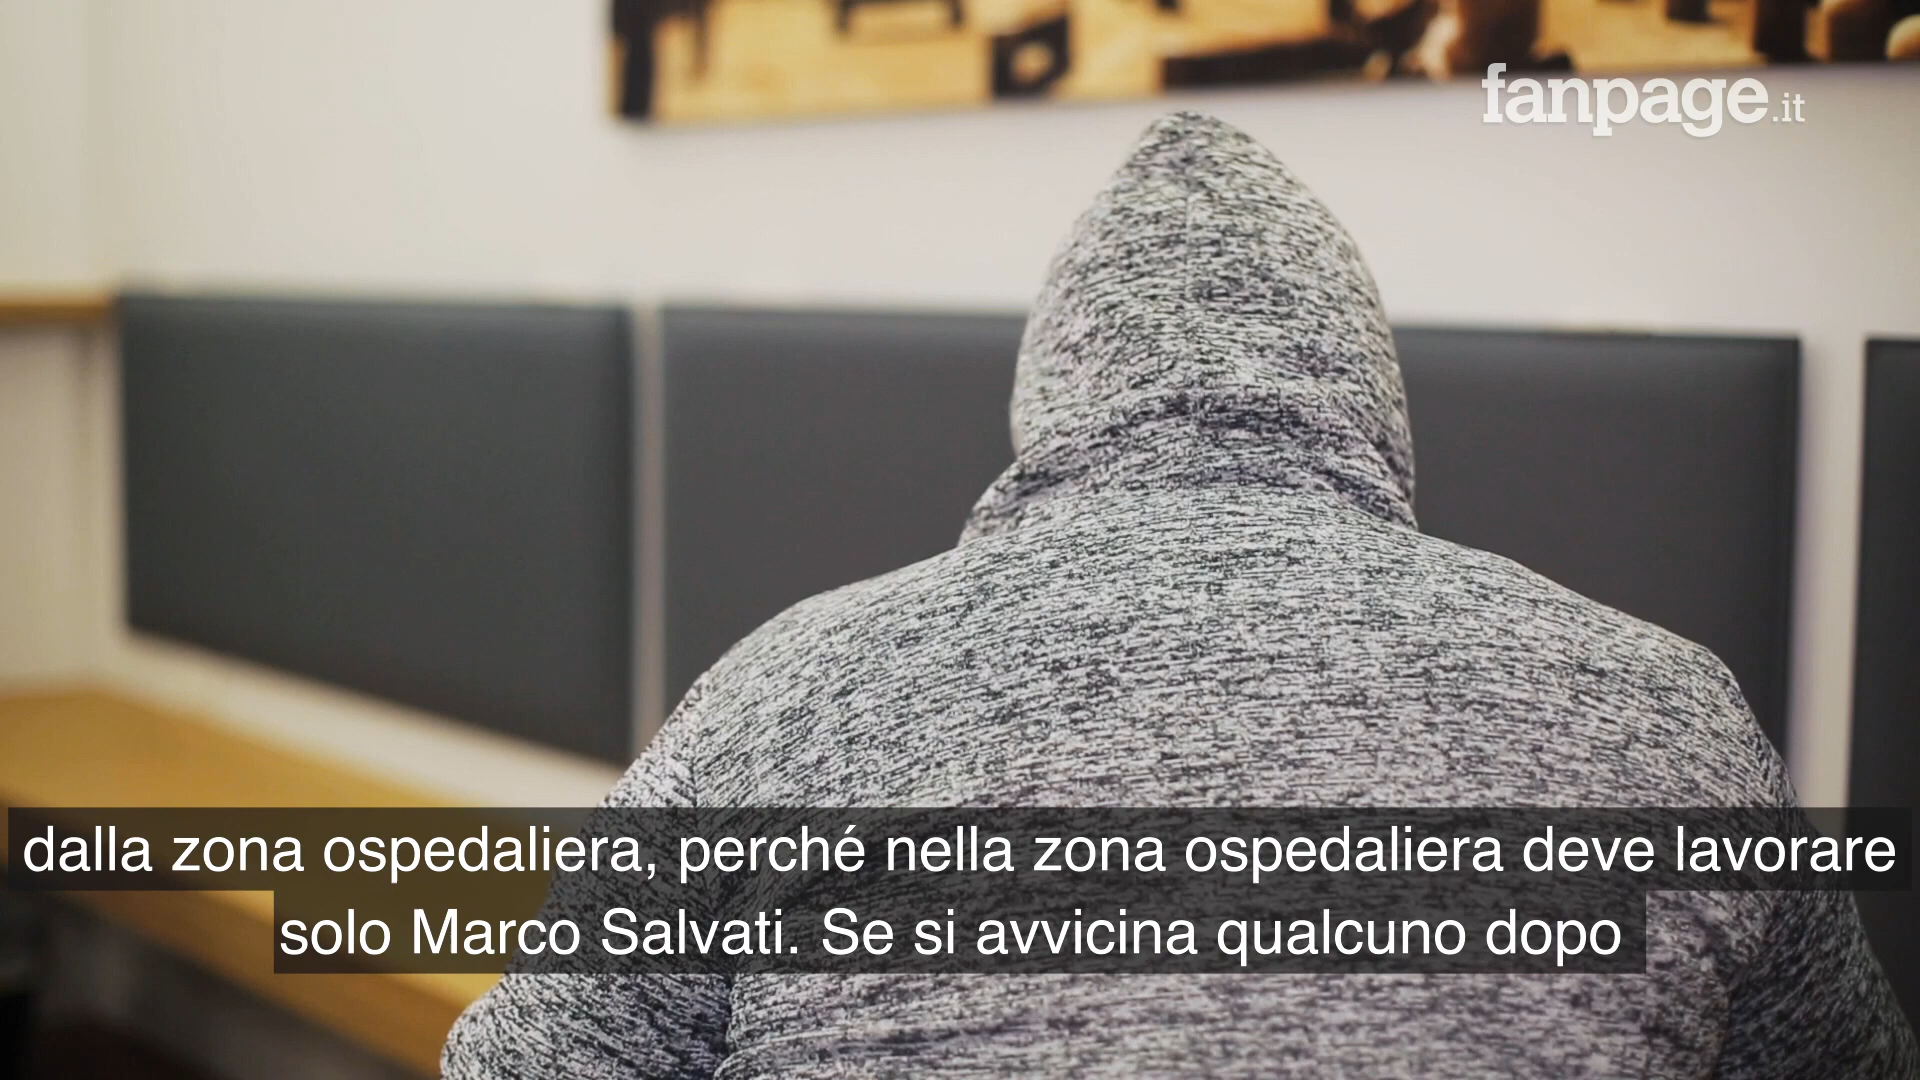 fanpage.it
dalla zona ospedaliera, perché nella zona ospedaliera deve lavorare
solo Marco Salvati. Se si avvicina qualcuno dopo